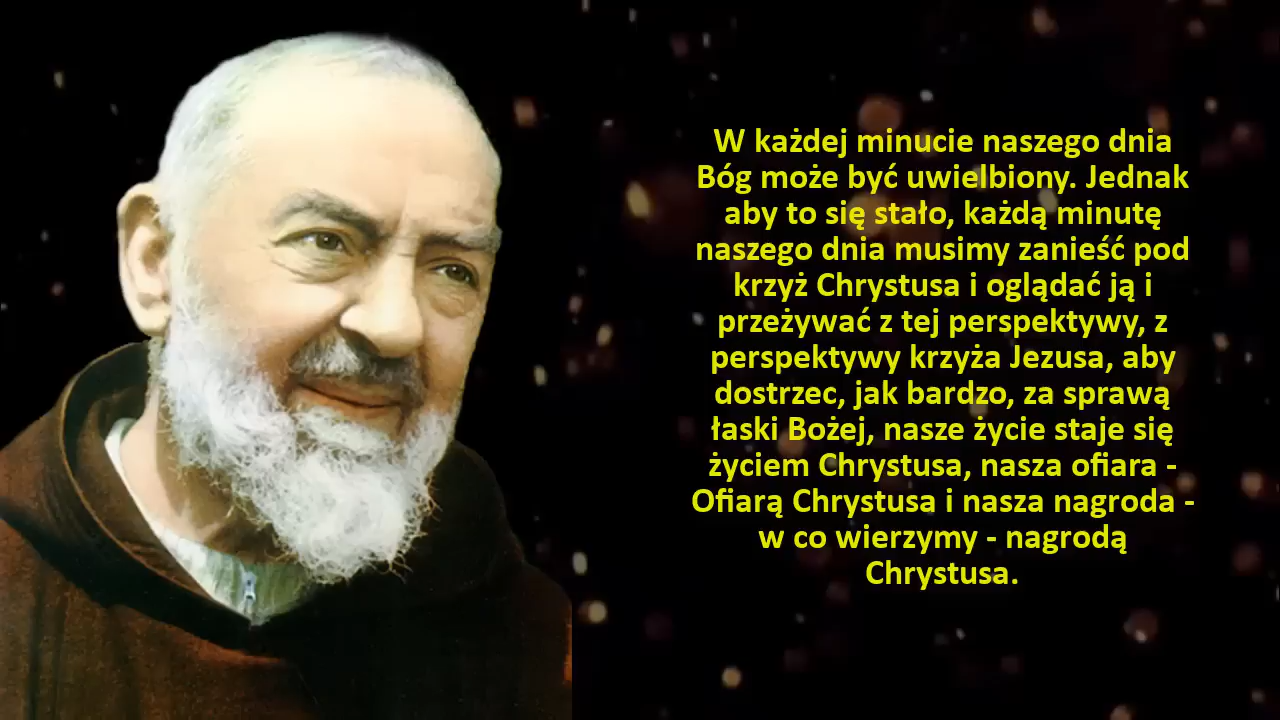 W każdej minucie naszego dnia
Bóg może być uwielbiony. Jednak
aby to się stało, każdą minutę
naszego dnia musimy zanieść pod
krzyż Chrystusa i oglądać ją i
przeżywać z tej perspektywy, z
perspektywy krzyża Jezusa, aby
dostrzec, jak bardzo, za sprawą
łaski Bożej, nasze życie staje się
życiem Chrystusa, nasza ofiara -
Ofiarą Chrystusa i nasza nagroda -
w co wierzymy - nagrodą
Chrystusa.